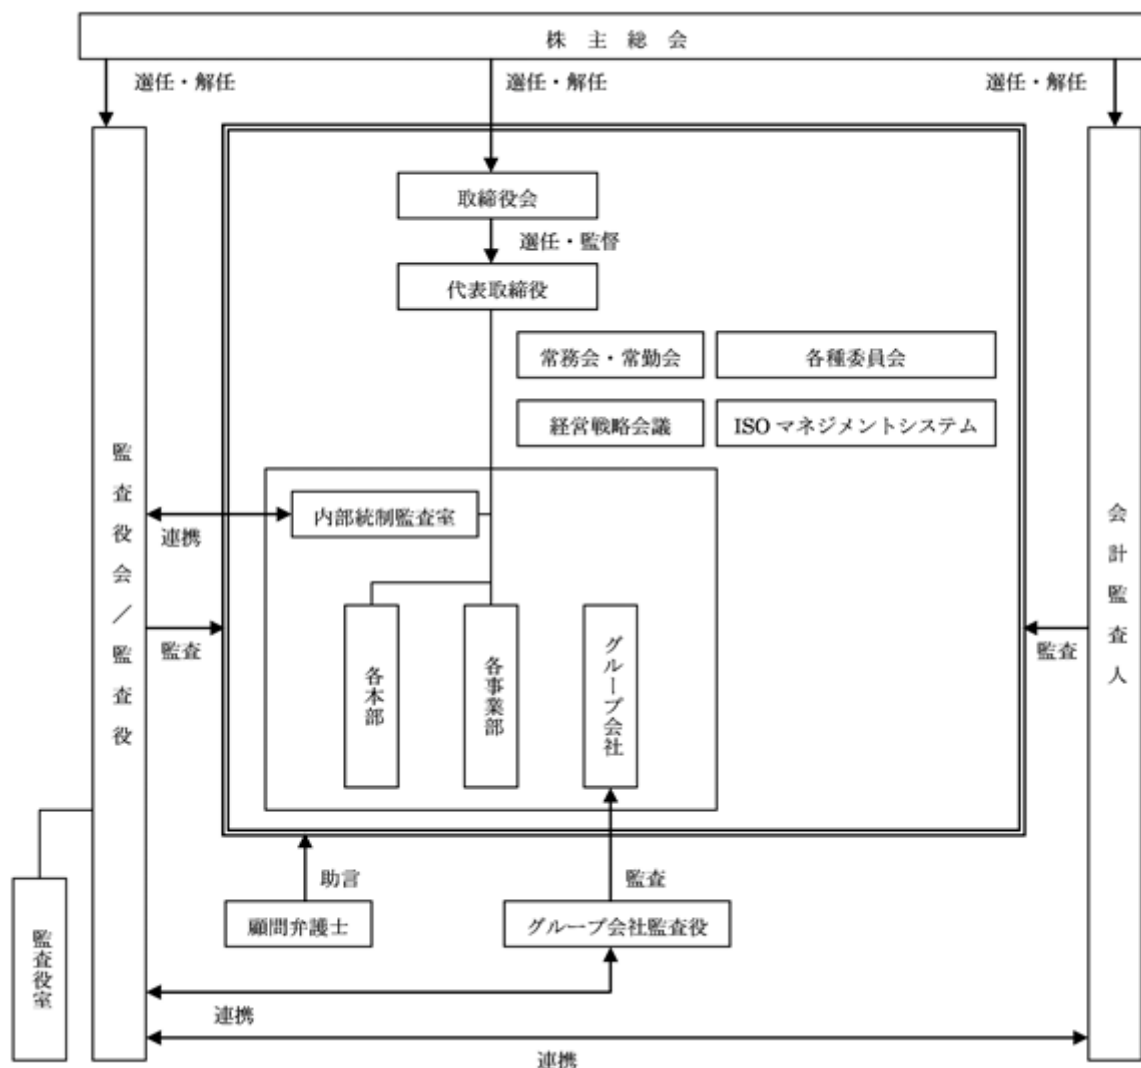 株主総会
選任・解任
選任・解任
選任・解任
取締役会
選任・監督
代表取締役
常務会・常勤会
各種委員会
経営戦略会議
ISOマネジメントシステム
監査役会／監査役
内部統制監査室
連携
会計監査人
監査
監査
各本部
各事業部
グループ会社
助言
監査
顧問弁護士
グループ会社監査役
監査役室
連携
連携